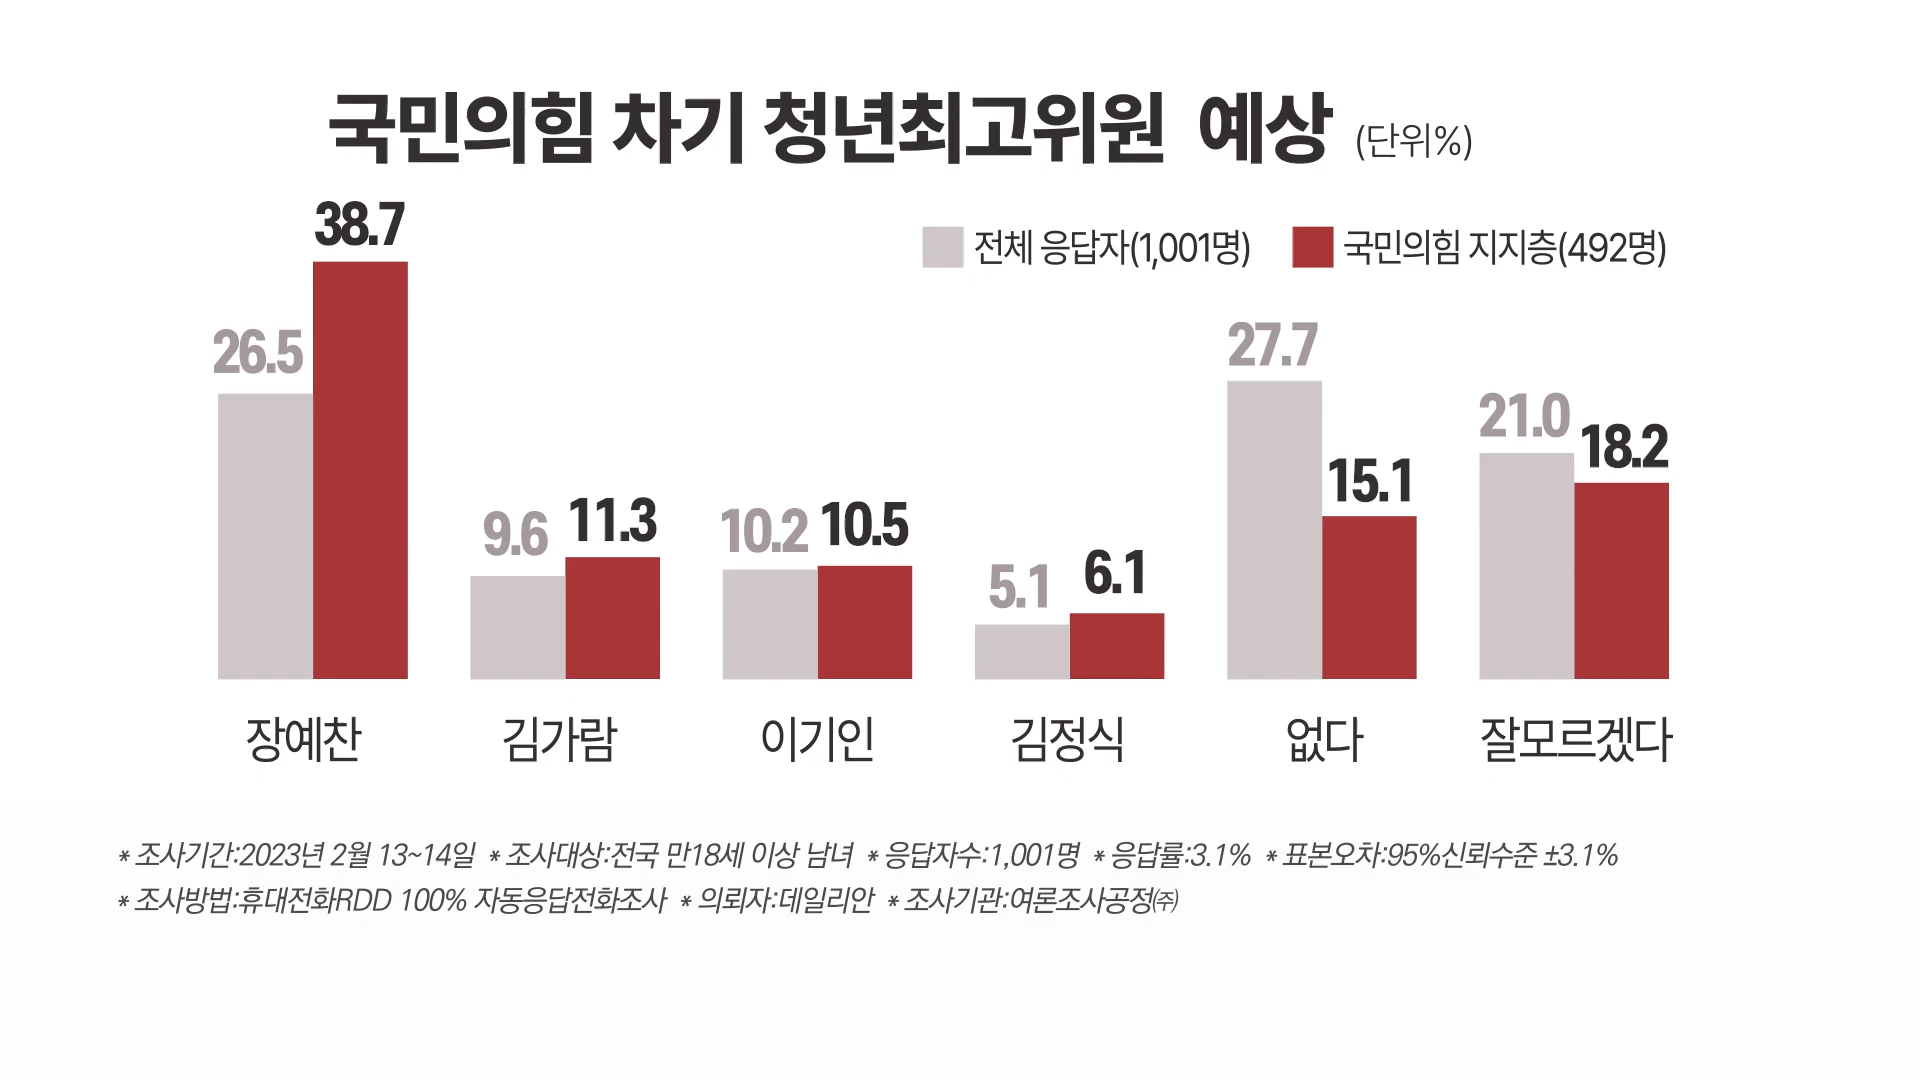 국민의힘 차기 청년최고위원 예상 (단위%)
전체 응답자(1,001명) 국민의힘 지지층(492명)
26.5 38.7
9.6 11.3
10.2 10.5
5.1 6.1
27.7 15.1
21.0 18.2
장예찬 김가람 이기인 김정식 없다 잘모르겠다
* 조사기간:2023년 2월 13~14일 * 조사대상:전국 만18세 이상 남녀 * 응답자수:1,001명 * 응답률:3.1% * 표본오차:95%신뢰수준 ±3.1%
* 조사방법:휴대전화RDD 100% 자동응답전화조사 * 의뢰자:데일리안 * 조사기관:여론조사공정㈜